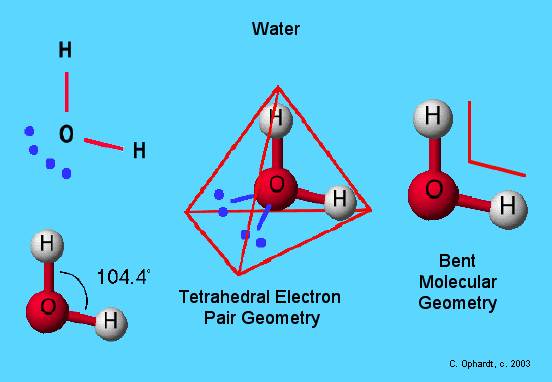 Water
H
O
H
H
O
H
104.4°
H
O
H
Tetrahedral Electron
Pair Geometry
H
O
H
Bent
Molecular
Geometry
C. Ophardt, c. 2003